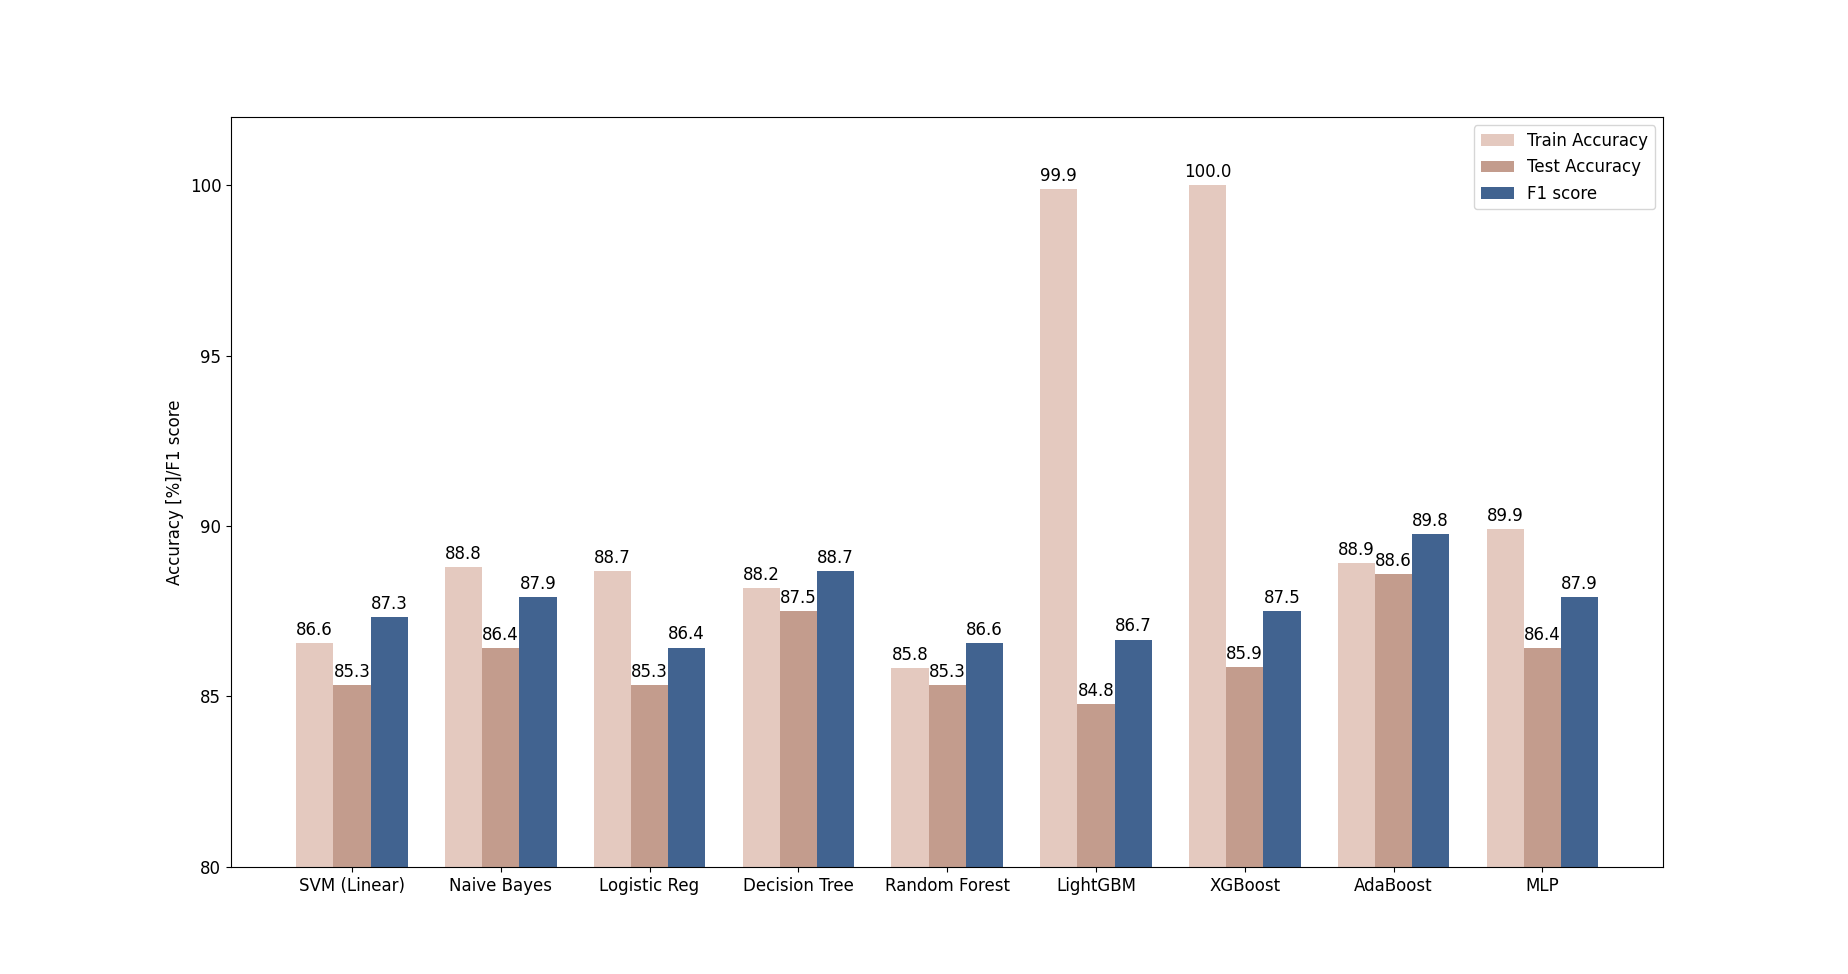 Train Accuracy
Test Accuracy
F1 score
Accuracy [%]/F1 score
100
95
90
85
80
86.6 85.3 87.3
88.8 86.4 87.9
88.7 85.3 86.4
88.2 87.5 88.7
85.8 85.3 86.6
99.9 84.8 86.7
100.0 85.9 87.5
88.9 88.6 89.8
89.9 86.4 87.9
SVM (Linear) Naive Bayes Logistic Reg Decision Tree Random Forest LightGBM XGBoost AdaBoost MLP